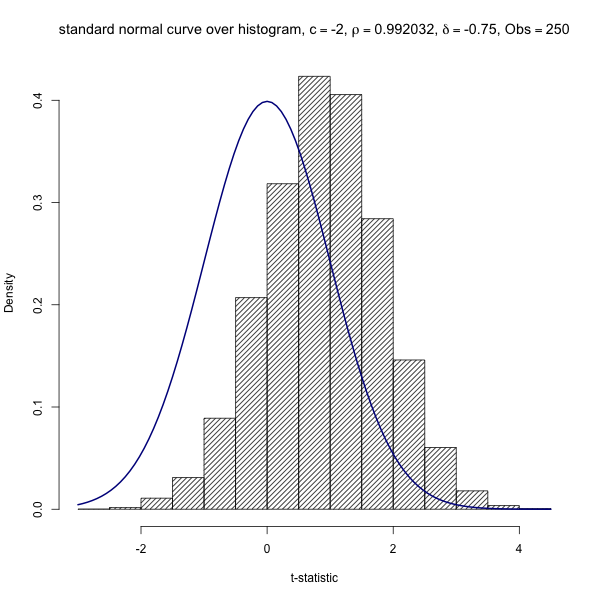 standard normal curve over histogram, c = -2, ρ = 0.992032, δ = -0.75, Obs = 250
Density
0.4
0.3
0.2
0.1
0.0
-2 0 2 4
t-statistic